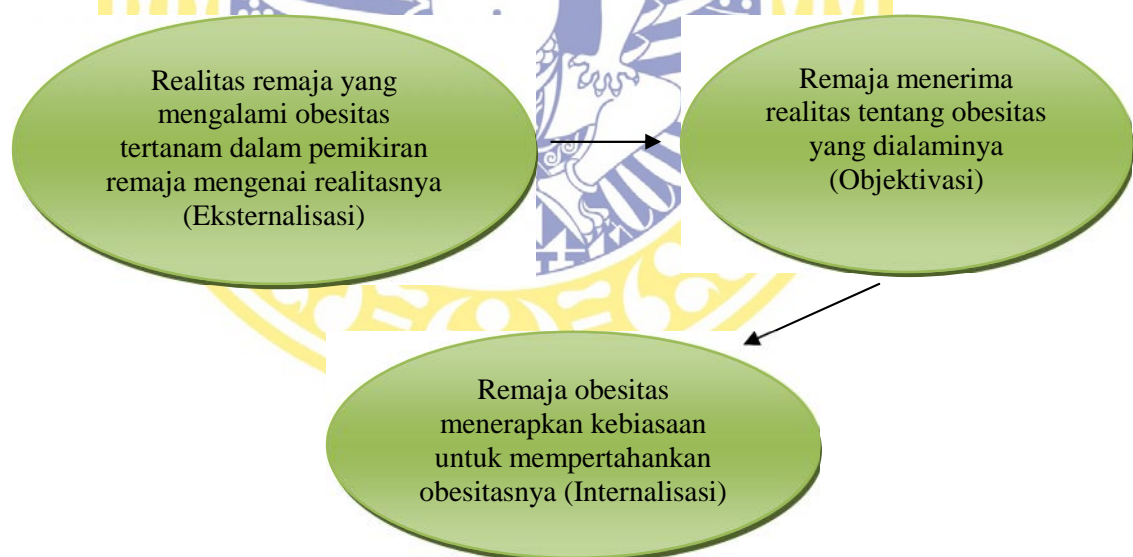 Realitas remaja yang
mengalami obesitas
tertanam dalam pemikiran
remaja mengenai realitasnya
(Eksternalisasi)
Remaja menerima
realitas tentang obesitas
yang dialaminya
(Objektivasi)
Remaja obesitas
menerapkan kebiasaan
untuk mempertahankan
obesitasnya (Internalisasi)